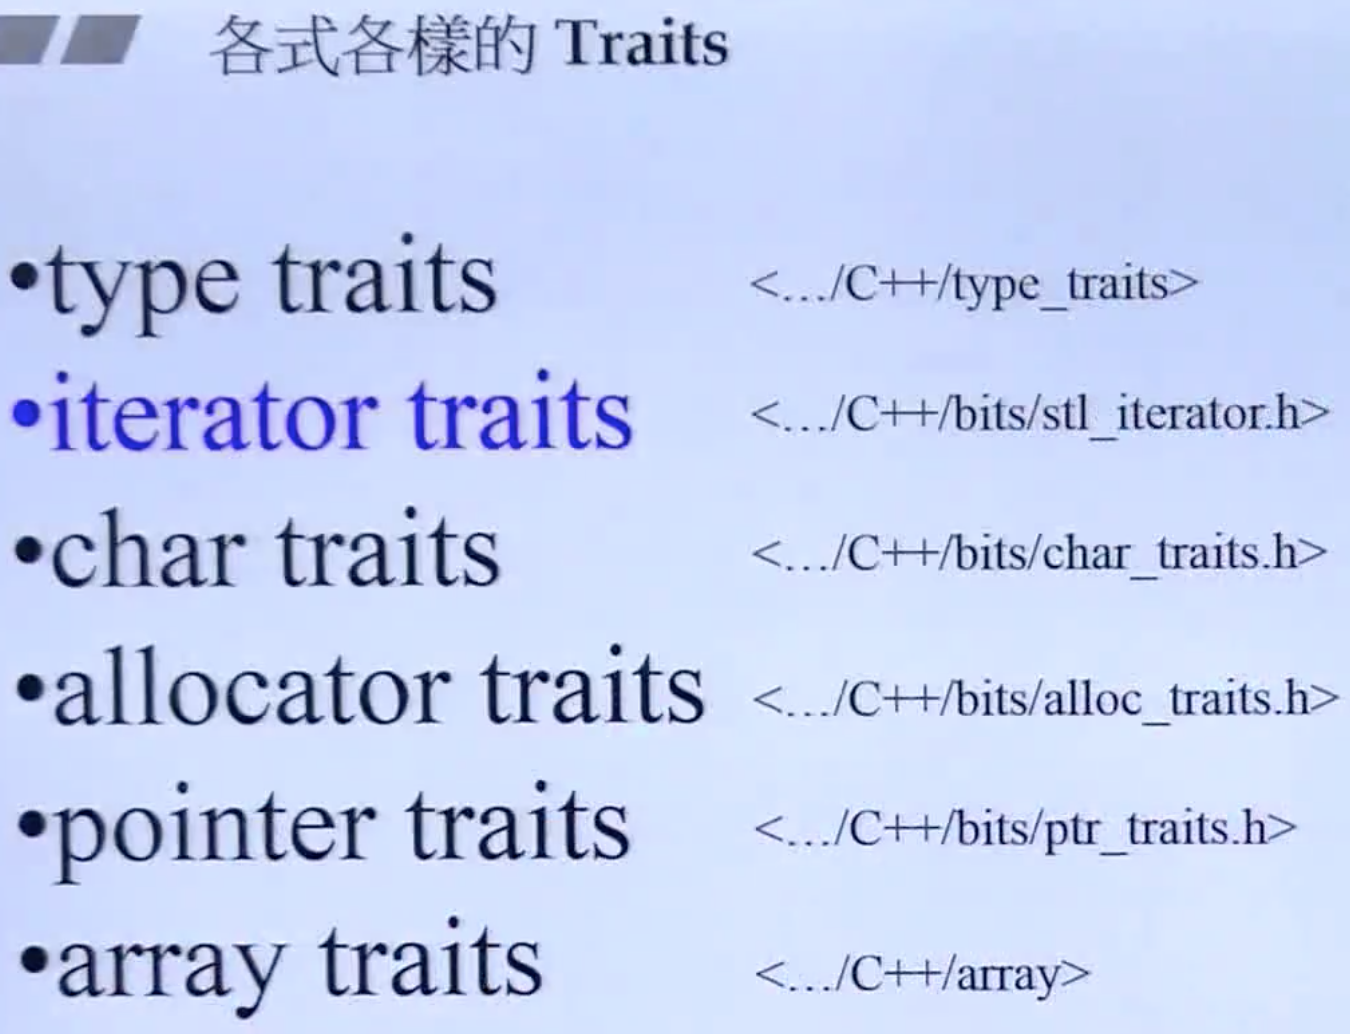 各式各樣的 Traits
•type traits <…/C++/type_traits>
•iterator traits <…/C++/bits/stl_iterator.h>
•char traits <…/C++/bits/char_traits.h>
•allocator traits <…/C++/bits/alloc_traits.h>
•pointer traits <…/C++/bits/ptr_traits.h>
•array traits <…/C++/array>